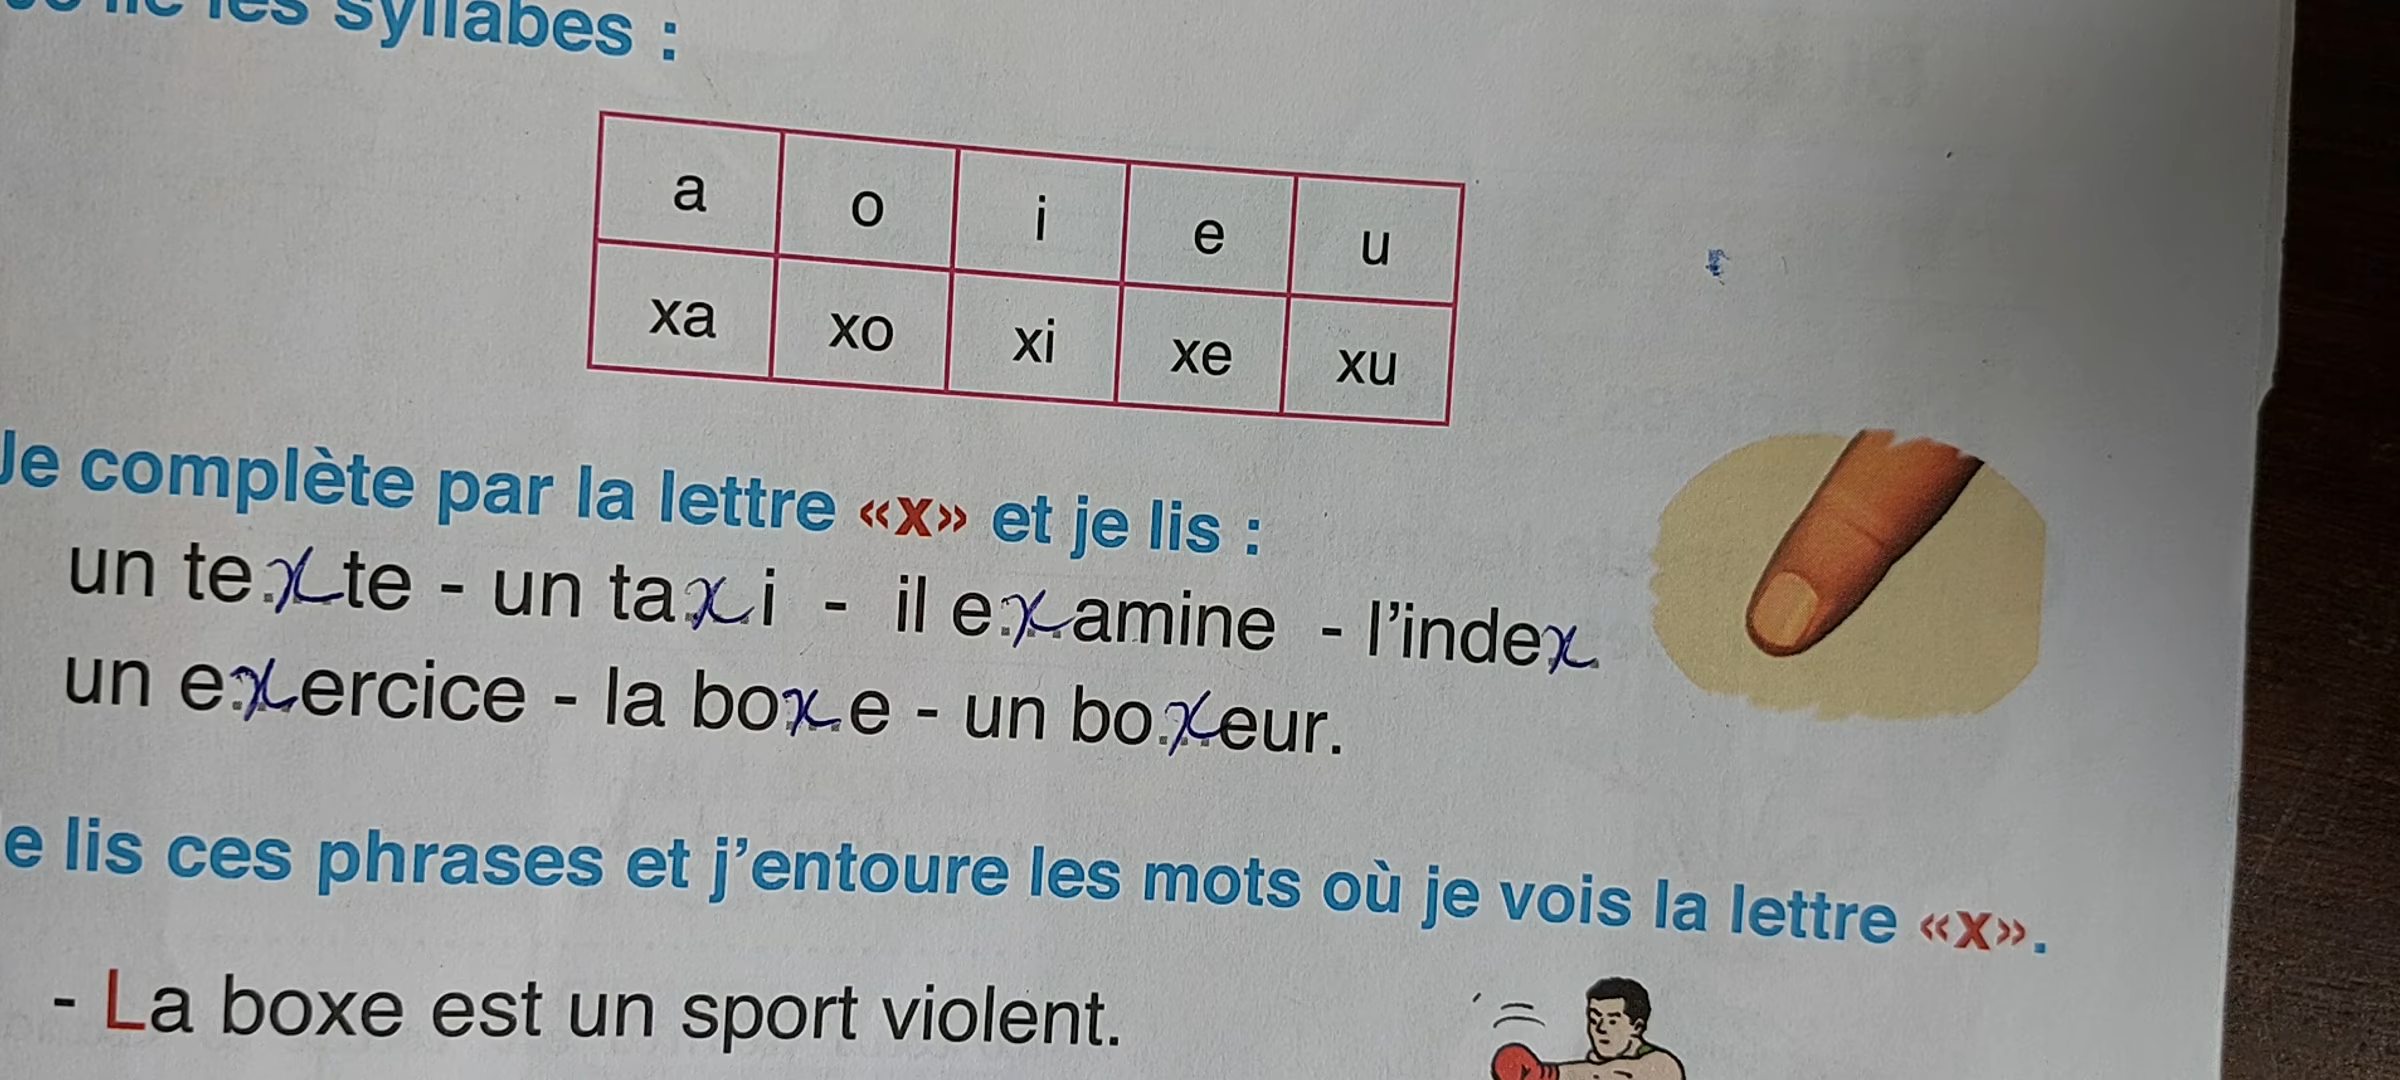 les syllabes :
a o i e u
xa xo xi xe xu
Je complète par la lettre «x» et je lis :
un texte - un taxi - il examine - l'index
un exercice - la boxe - un boxeur.
e lis ces phrases et j'entoure les mots où je vois la lettre «x».
- La boxe est un sport violent.